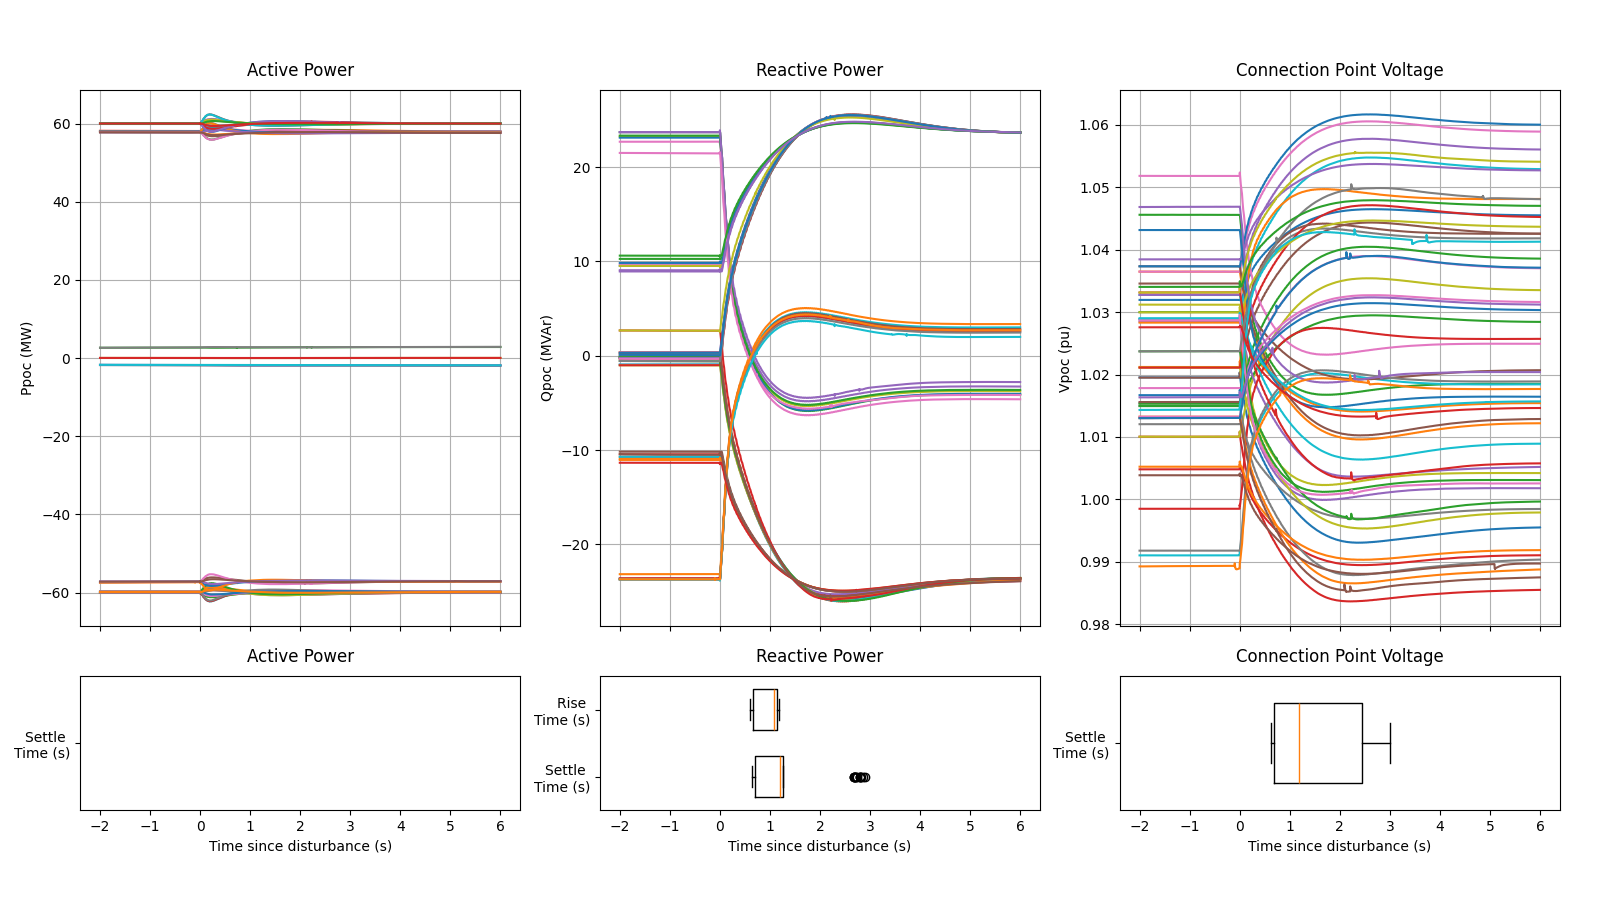 Active Power
Reactive Power
Connection Point Voltage
Ppoc (MW)
60
40
20
0
−20
−40
−60
Qpoc (MVAr)
20
10
0
−10
−20
Vpoc (pu)
1.06
1.05
1.04
1.03
1.02
1.01
1.00
0.99
0.98
Active Power
Reactive Power
Connection Point Voltage
Settle
Time (s)
Rise
Time (s)
Settle
Time (s)
Settle
Time (s)
−2 −1 0 1 2 3 4 5 6
−2 −1 0 1 2 3 4 5 6
−2 −1 0 1 2 3 4 5 6
Time since disturbance (s)
Time since disturbance (s)
Time since disturbance (s)